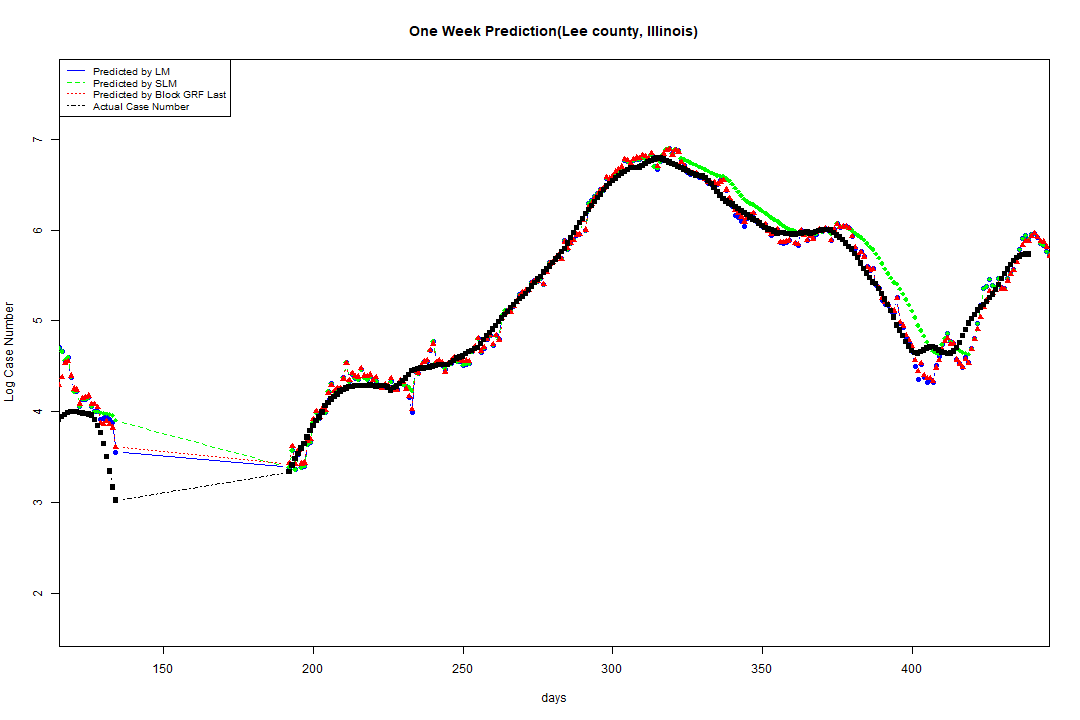 One Week Prediction(Lee county, Illinois)
Predicted by LM
Predicted by SLM
Predicted by Block GRF Last
Actual Case Number
Log Case Number
7
6
5
4
3
2
150 200 250 300 350 400
days